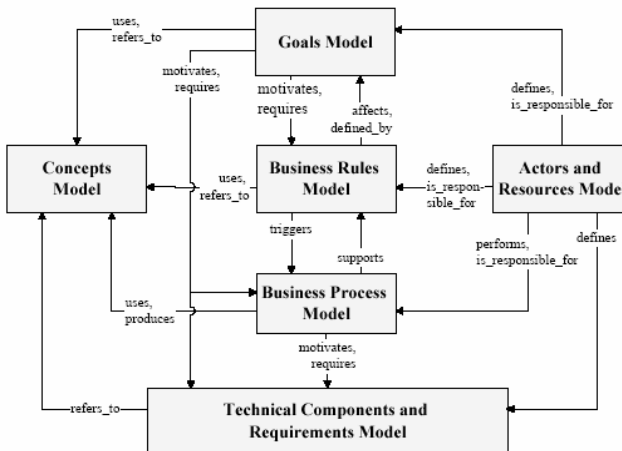 uses,
refers_to
Goals Model
motivates,
requires
motivates,
requires
affects,
defined_by
defines,
is_responsible_for
Concepts
Model
uses,
refers_to
Business Rules
Model
defines,
is_respon-
sible_for
Actors and
Resources Model
triggers
supports
performs,
is_responsible_for
defines
uses,
produces
Business Process
Model
motivates,
requires
refers_to
Technical Components and
Requirements Model